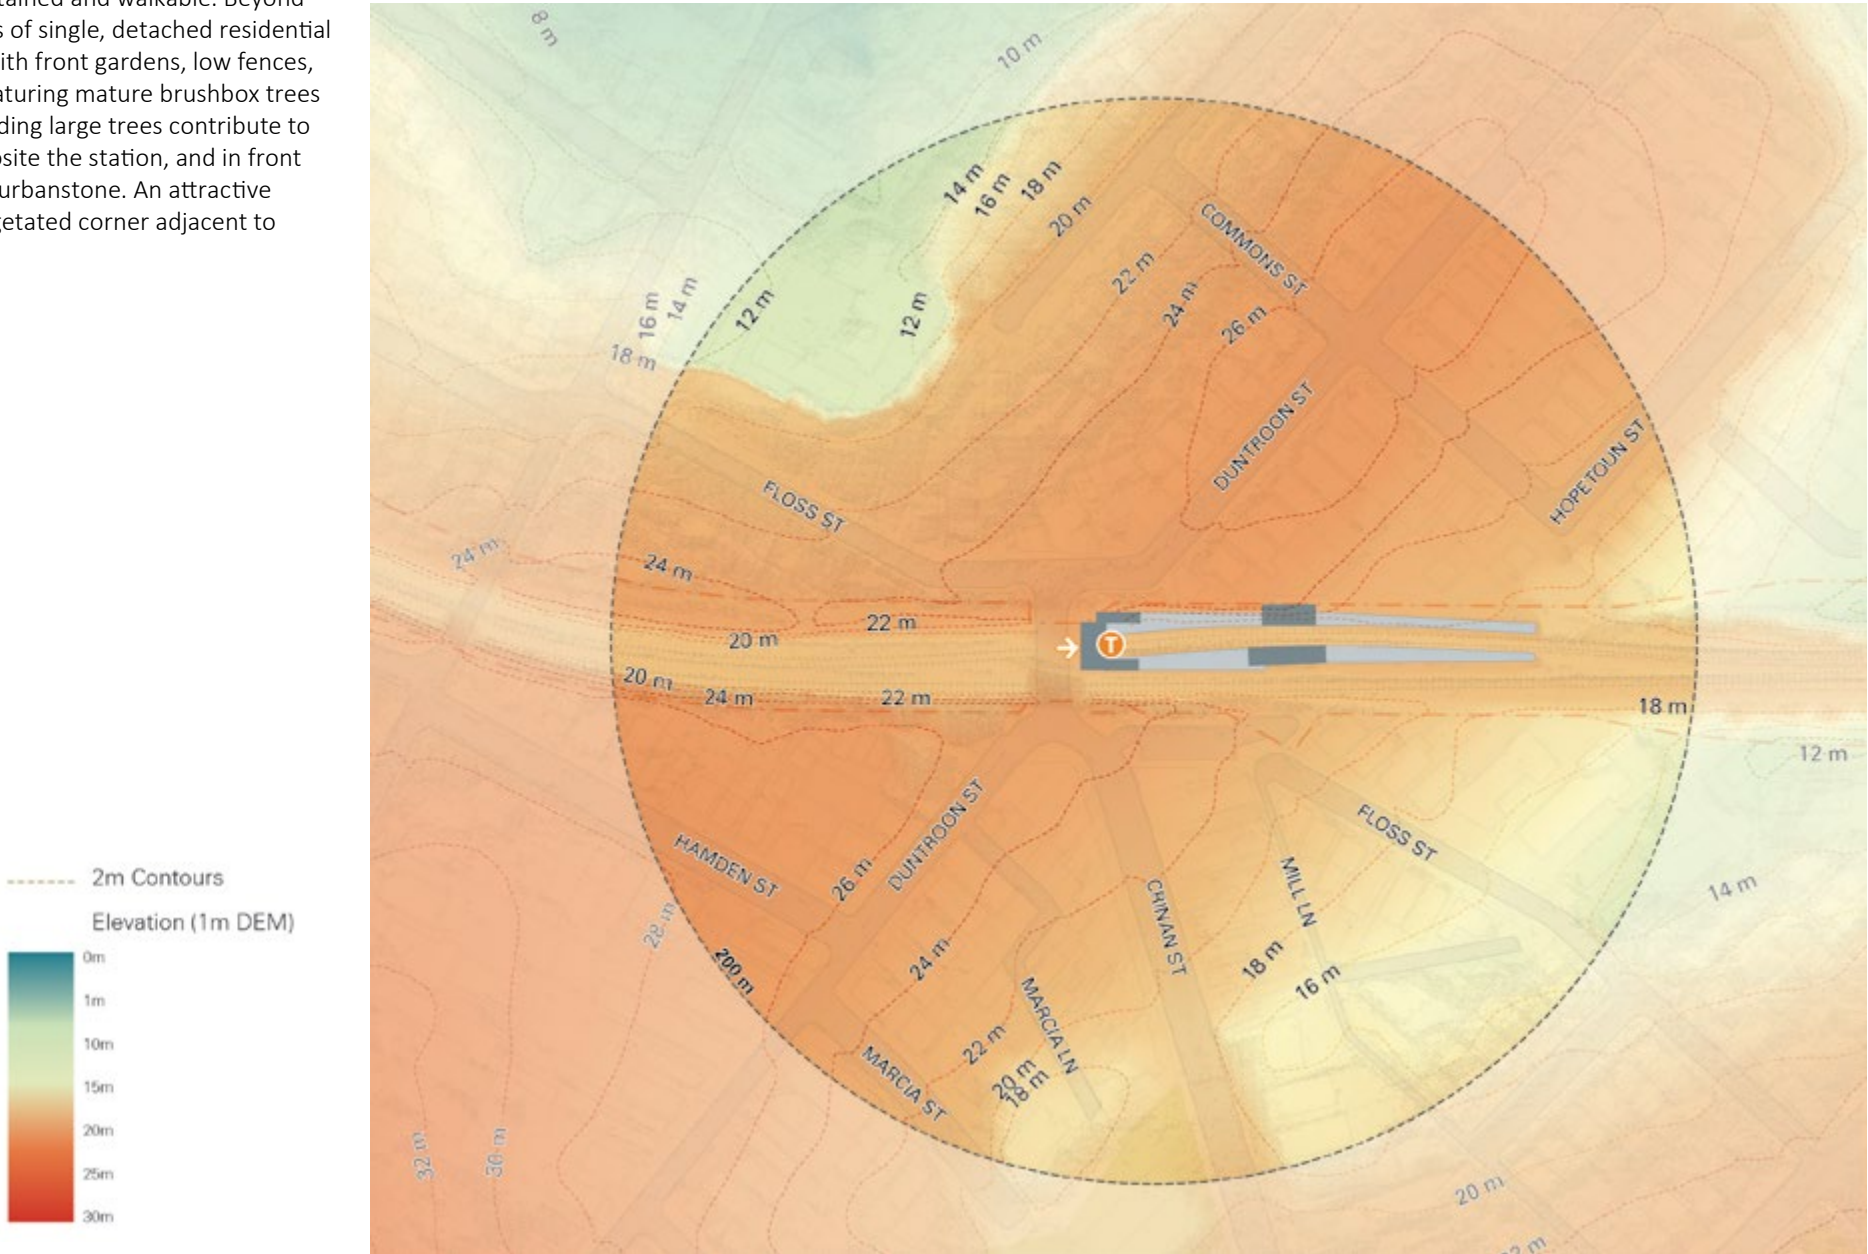 tained and walkable. Beyond
s of single, detached residential
ith front gardens, low fences,
aturing mature brushbox trees
ding large trees contribute to
osite the station, and in front
urbanstone. An attractive
getated corner adjacent to
8 m
10 m
14 m
16 m
18 m
20 m
COMMONS ST
22 m
24 m
26 m
16 m
14 m
12 m
12 m
18 m
DUNTROON ST
HOPETOUN ST
FLOSS ST
24 m
24 m
22 m
20 m
T
20 m
24 m
22 m
18 m
12 m
HAMDEN ST
26 m
DUNTROON ST
FLOSS ST
MILL LN
CHINAN ST
14 m
28 m
200 m
24 m
18 m
16 m
MARCIA LN
22 m
20 m
18 m
MARCIA ST
32 m
30 m
20 m
2m Contours
Elevation (1m DEM)
0m
1m
10m
15m
20m
25m
30m